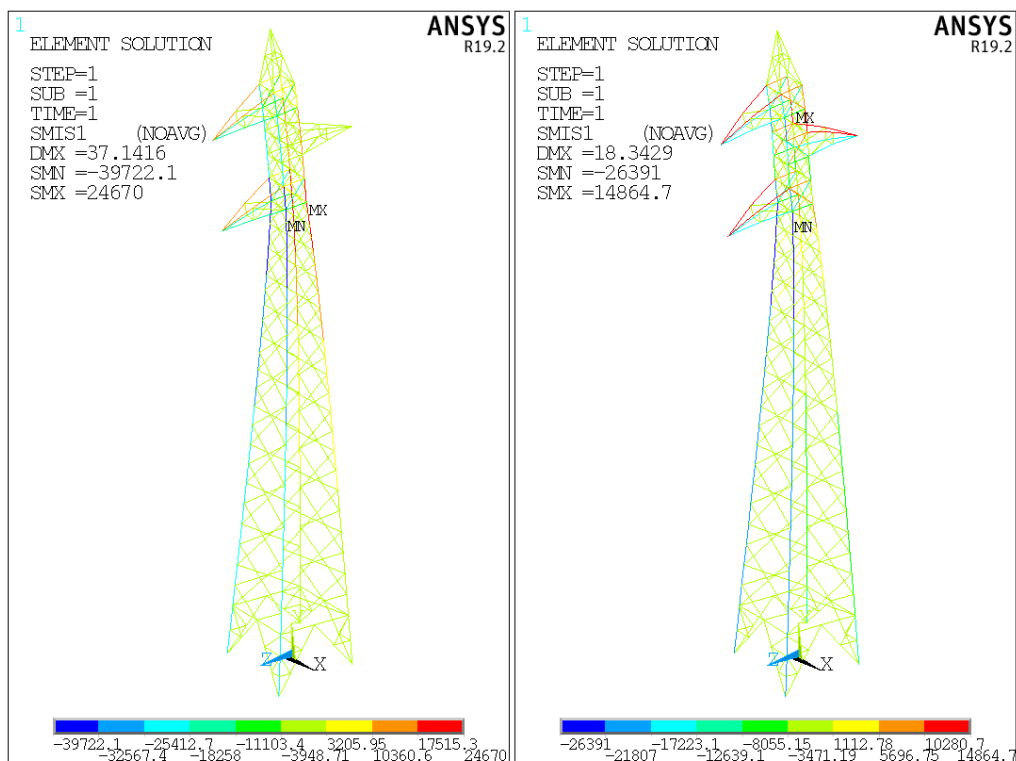 1
ANSYS
R19.2
ELEMENT SOLUTION
STEP=1
SUB =1
TIME=1
SMIS1 (NOAVG)
DMX =37.1416
SMN =-39722.1
SMX =24670
MX
MN
Z
X
-39722.1 -25412.7 -11103.4 3205.95 17515.3
-32567.4 -18258 -3948.71 10360.6 24670
1
ANSYS
R19.2
ELEMENT SOLUTION
STEP=1
SUB =1
TIME=1
SMIS1 (NOAVG)
DMX =18.3429
SMN =-26391
SMX =14864.7
MX
MN
Z
X
-26391 -17223.1 -8055.15 1112.78 10280.7
-21807 -12639.1 -3471.19 5696.75 14864.7